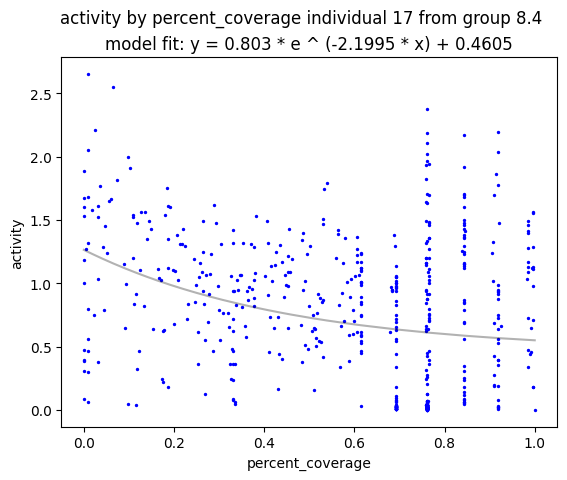 activity by percent_coverage individual 17 from group 8.4
model fit: y = 0.803 * e ^ (-2.1995 * x) + 0.4605
2.5
2.0
1.5
1.0
0.5
0.0
activity
0.0 0.2 0.4 0.6 0.8 1.0
percent_coverage